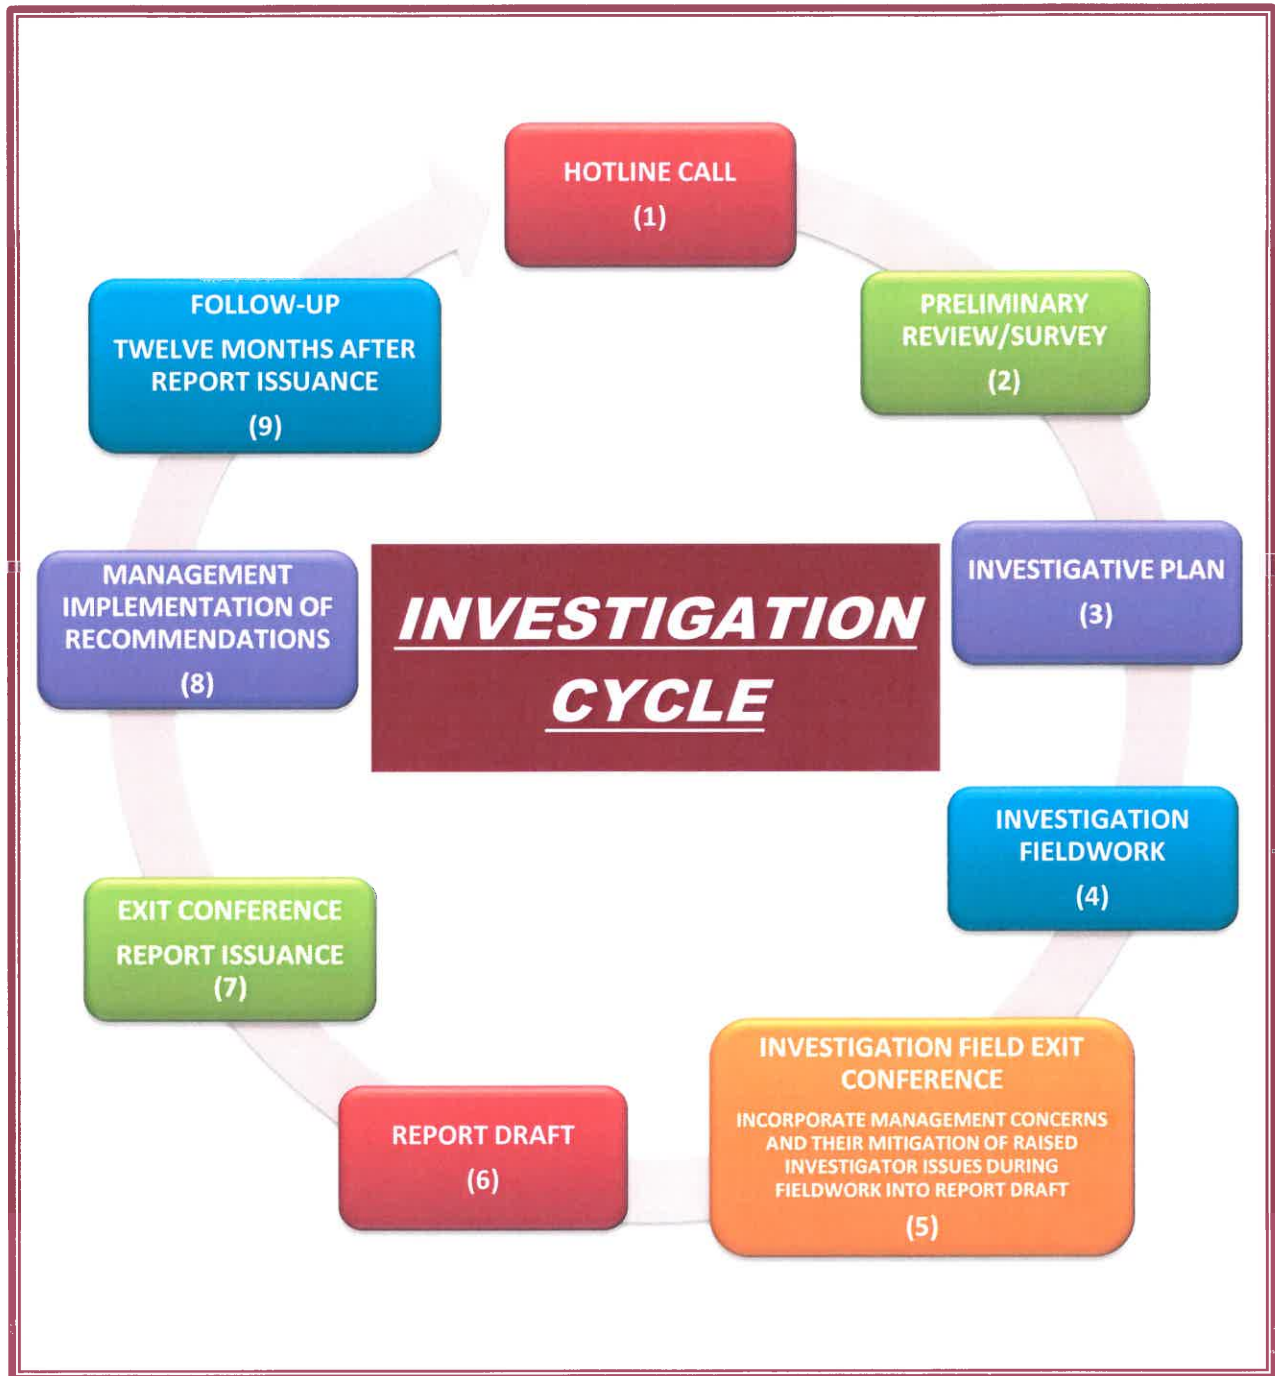 HOTLINE CALL
(1)
PRELIMINARY
REVIEW/SURVEY
(2)
INVESTIGATIVE PLAN
(3)
INVESTIGATION
FIELDWORK
(4)
INVESTIGATION FIELD EXIT
CONFERENCE
INCORPORATE MANAGEMENT CONCERNS
AND THEIR MITIGATION OF RAISED
INVESTIGATOR ISSUES DURING
FIELDWORK INTO REPORT DRAFT
(5)
REPORT DRAFT
(6)
EXIT CONFERENCE
REPORT ISSUANCE
(7)
MANAGEMENT
IMPLEMENTATION OF
RECOMMENDATIONS
(8)
FOLLOW-UP
TWELVE MONTHS AFTER
REPORT ISSUANCE
(9)
INVESTIGATION
CYCLE